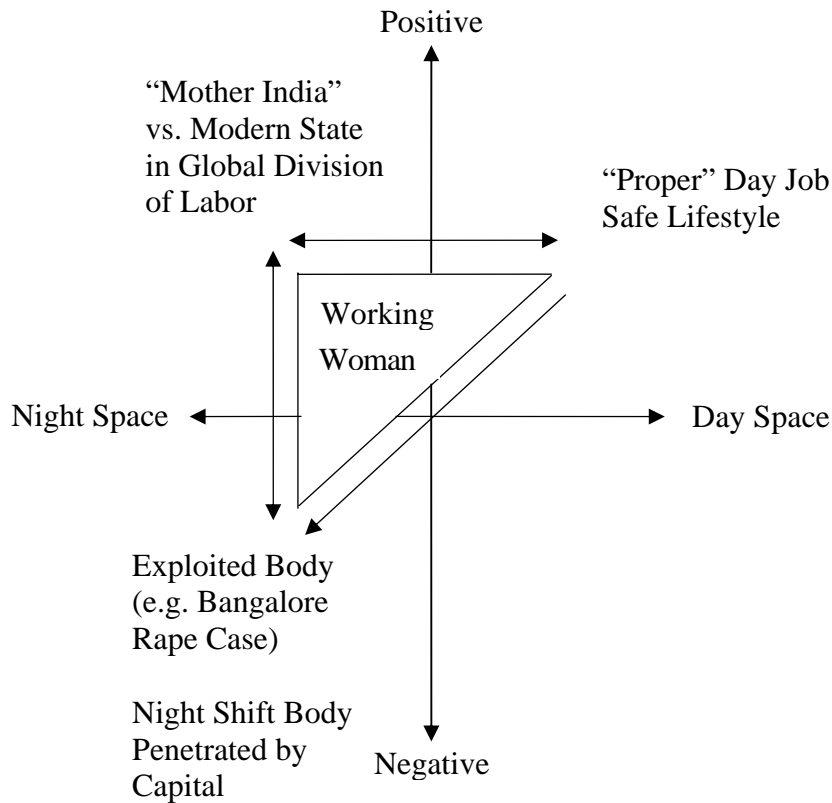 Positive
“Mother India”
vs. Modern State
in Global Division
of Labor
“Proper” Day Job
Safe Lifestyle
Working
Woman
Night Space
Day Space
Exploited Body
(e.g. Bangalore
Rape Case)
Night Shift Body
Penetrated by
Capital
Negative